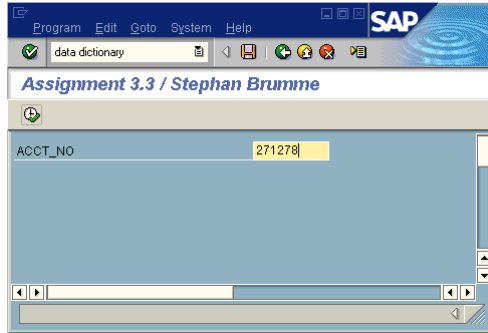 Program Edit Goto System Help
SAP
data dictionary
Assignment 3.3 / Stephan Brumme
ACCT_NO 271278